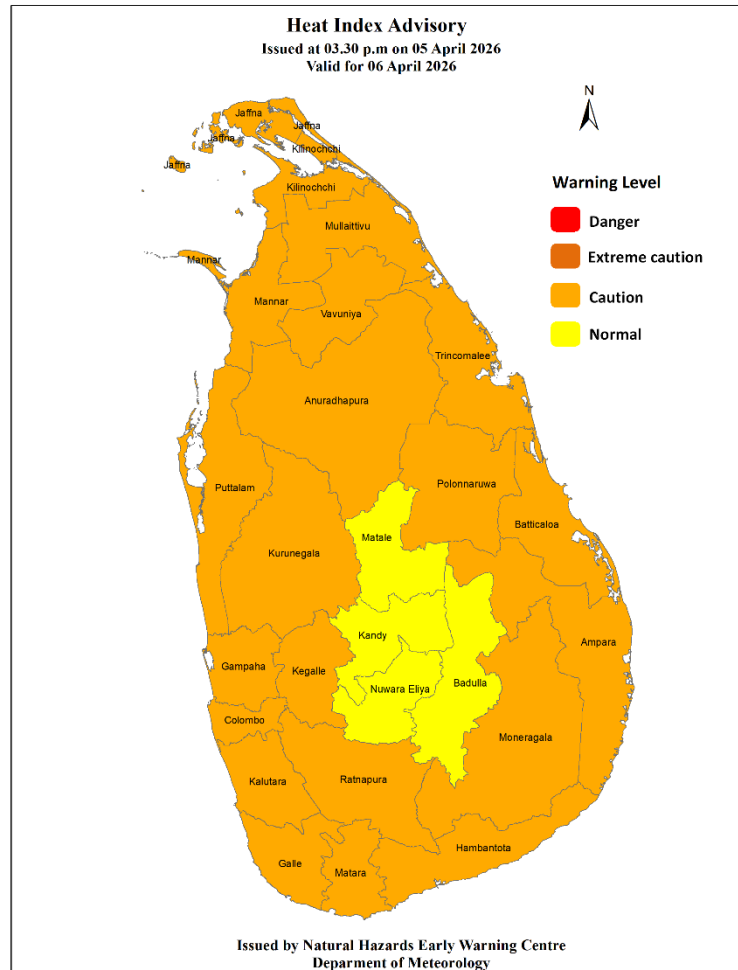 Heat Index Advisory
Issued at 03.30 p.m on 05 April 2026
Valid for 06 April 2026
N
Jaffna
Jaffna
Jaffna
Kilinochchi
Jaffna
Kilinochchi
Mullaittivu
Mannar
Mannar
Vavuniya
Trincomalee
Anuradhapura
Puttalam
Polonnaruwa
Batticaloa
Matale
Kurunegala
Kandy
Ampara
Gampaha
Kegalle
Nuwara Eliya
Badulla
Colombo
Moneragala
Kalutara
Ratnapura
Hambantota
Galle
Matara
Warning Level
Danger
Extreme caution
Caution
Normal
Issued by Natural Hazards Early Warning Centre
Deparment of Meteorology